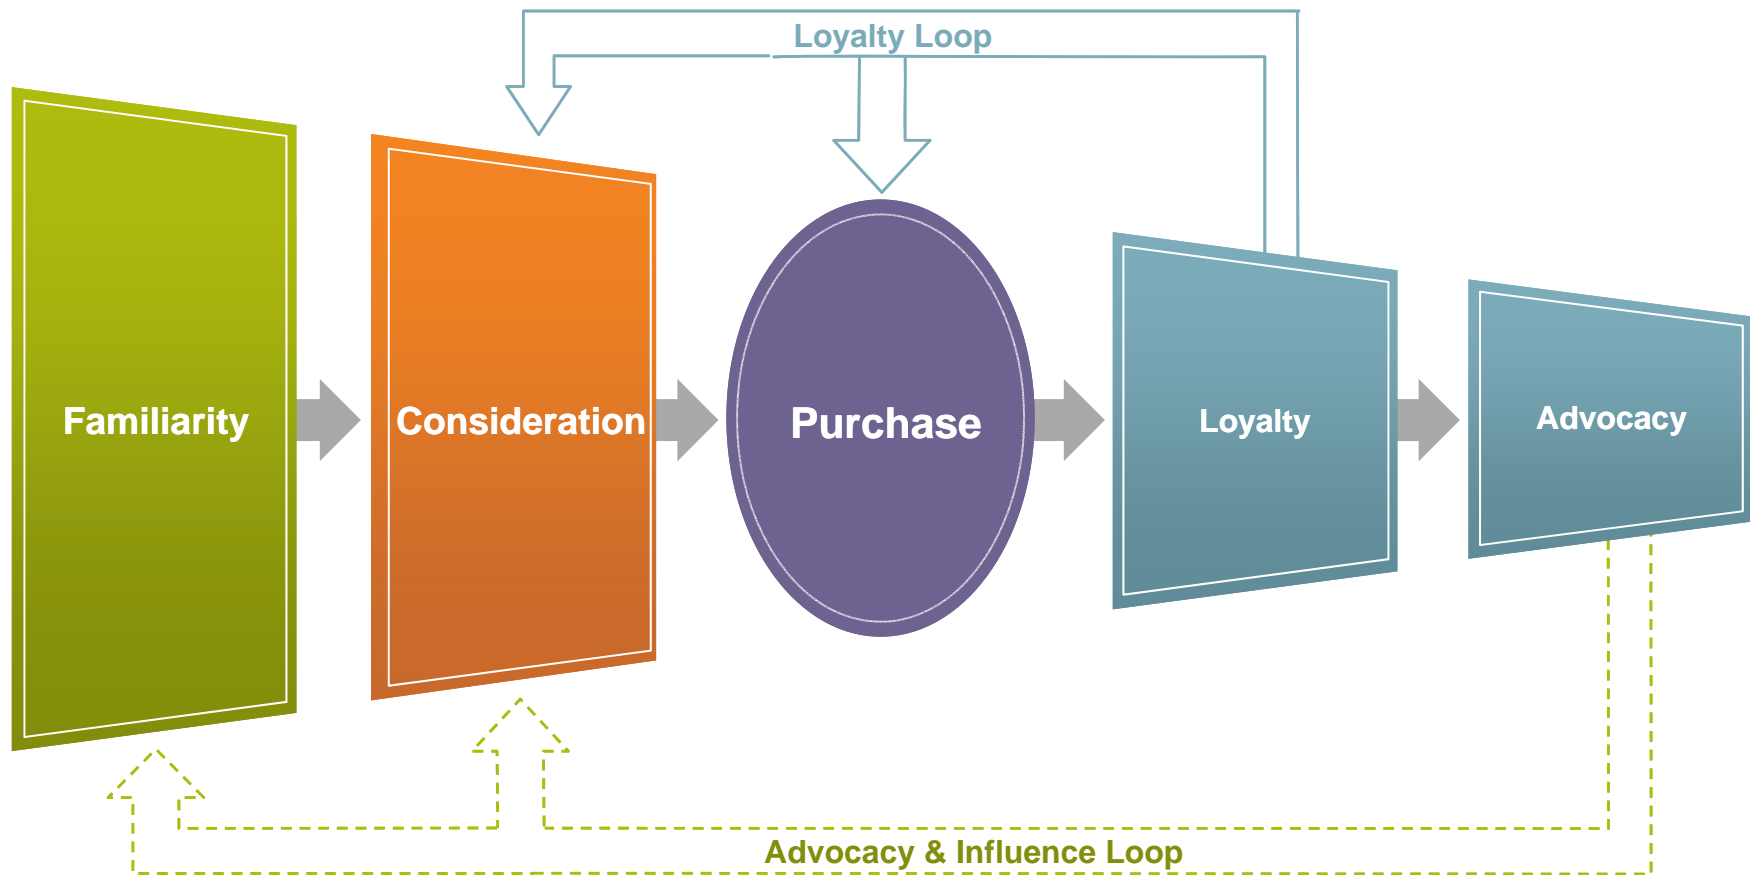 Loyalty Loop
Familiarity
Consideration
Purchase
Loyalty
Advocacy
Advocacy & Influence Loop